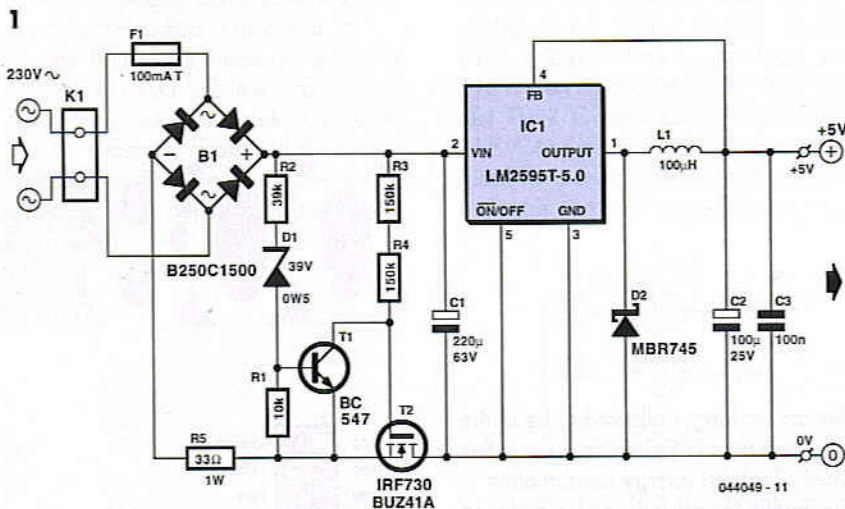 1
F1
100mA T
230V ~
K1
B1
B250C1500
R2
39k
D1
39V
0W5
R1
10k
T1
BC
547
R3
150k
R4
150k
R5
33Ω
1W
T2
IRF730
BUZ41A
C1
220µ
63V
4
FB
IC1
2
VIN
OUTPUT
1
LM2595T-5.0
ON/OFF
GND
5
3
L1
100µH
D2
MBR745
C2
100µ
25V
C3
100n
+5V
+5V
0V
0
044049 - 11